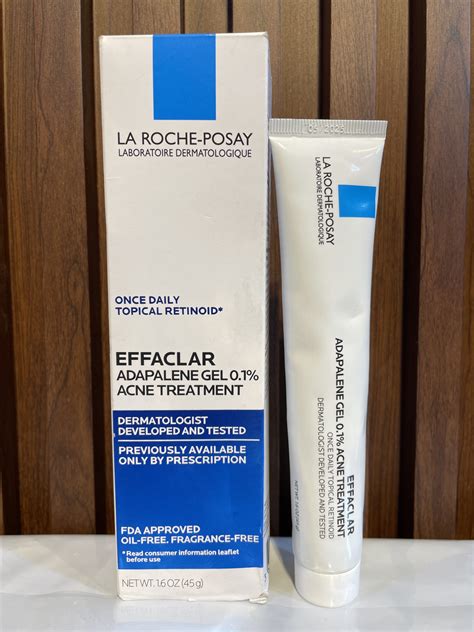 LA ROCHE-POSAY
LABORATOIRE DERMATOLOGIQUE
ONCE DAILY
TOPICAL RETINOID*
EFFACLAR
ADAPALENE GEL 0.1%
ACNE TREATMENT
DERMATOLOGIST
DEVELOPED AND TESTED
PREVIOUSLY AVAILABLE
ONLY BY PRESCRIPTION
FDA APPROVED
OIL-FREE. FRAGRANCE-FREE.
*Read consumer information leaflet
before use
NET WT. 1.6 OZ (45 g)
05 2025
LA ROCHE-POSAY
LABORATOIRE DERMATOLOGIQUE
EFFACLAR
ADAPALENE GEL 0.1% ACNE TREATMENT
ONCE DAILY TOPICAL RETINOID
DERMATOLOGIST DEVELOPED AND TESTED